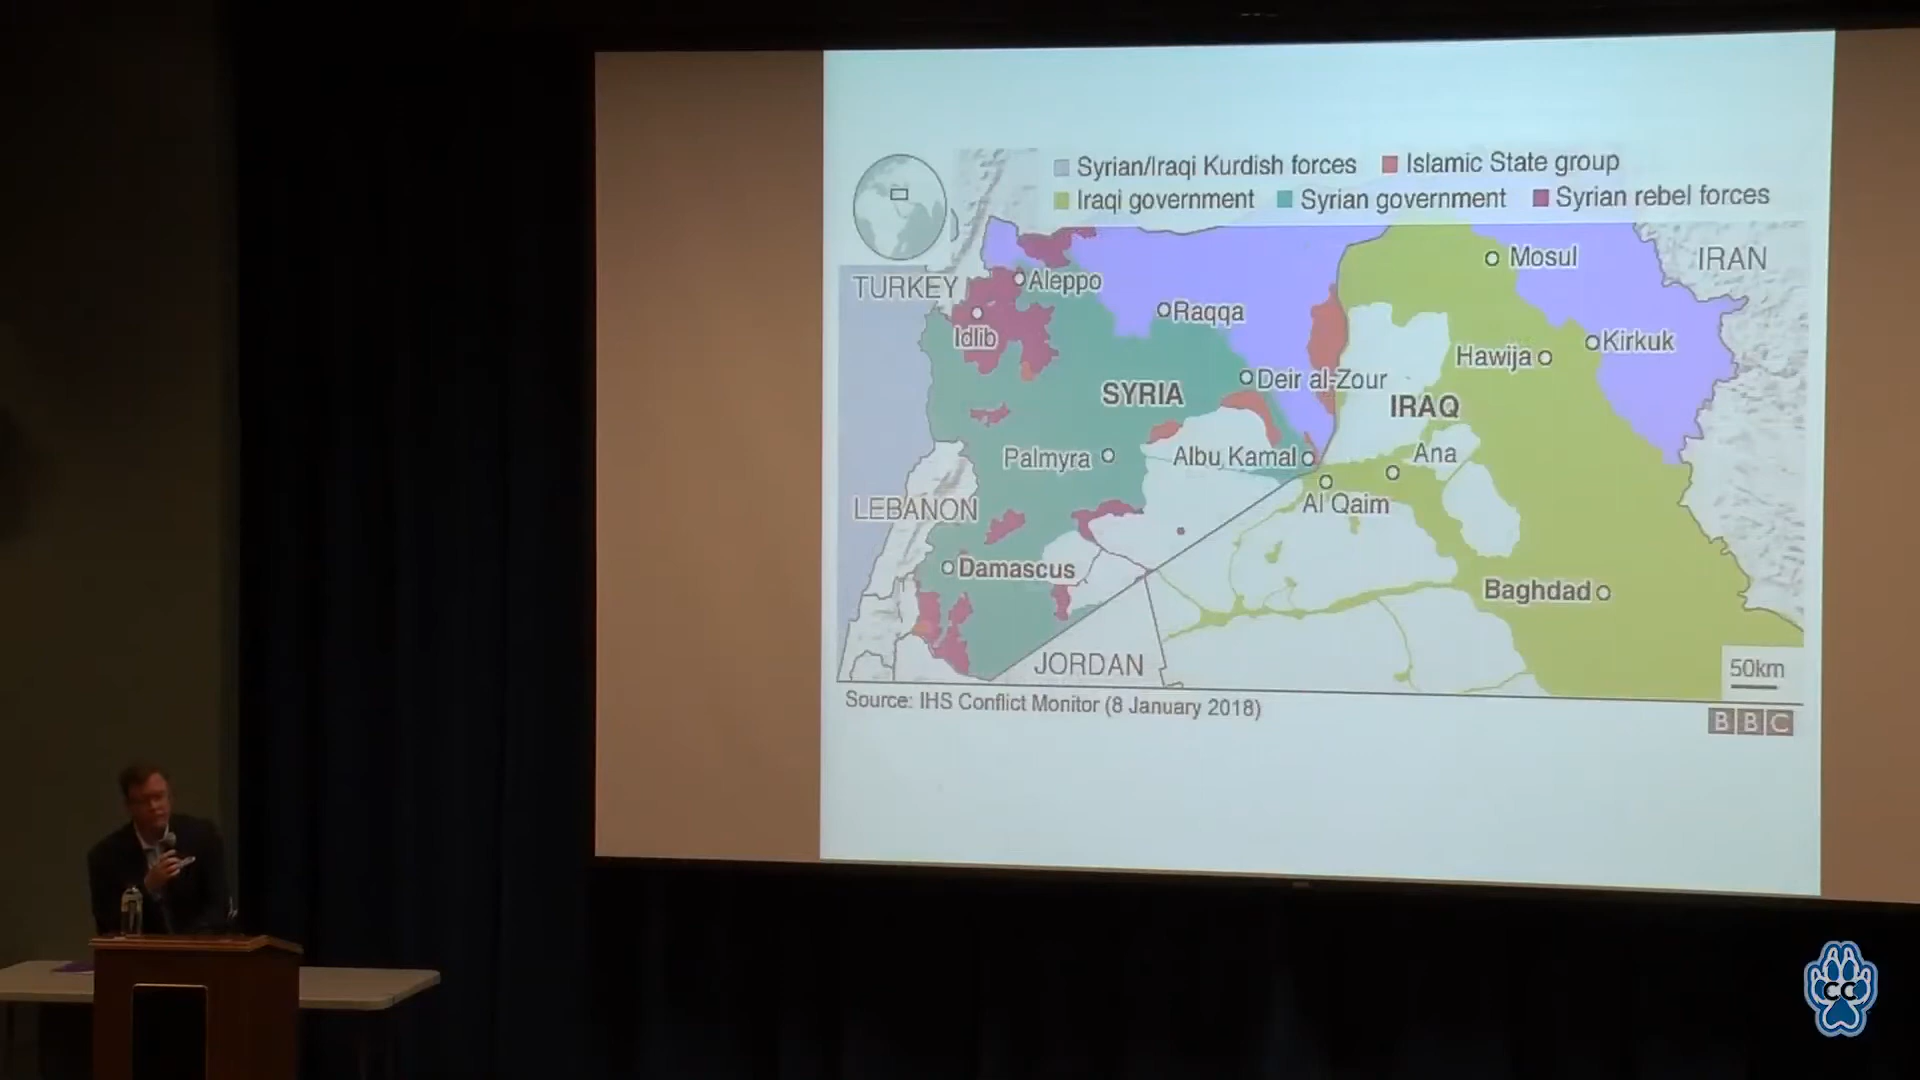 Syrian/Iraqi Kurdish forces
Islamic State group
Iraqi government
Syrian government
Syrian rebel forces
TURKEY
Aleppo
Idlib
Raqqa
Mosul
IRAN
Kirkuk
Hawija
Deir al-Zour
SYRIA
IRAQ
Palmyra
Albu Kamal
Ana
Al Qaim
LEBANON
Damascus
Baghdad
JORDAN
50km
Source: IHS Conflict Monitor (8 January 2018)
BBC
CC